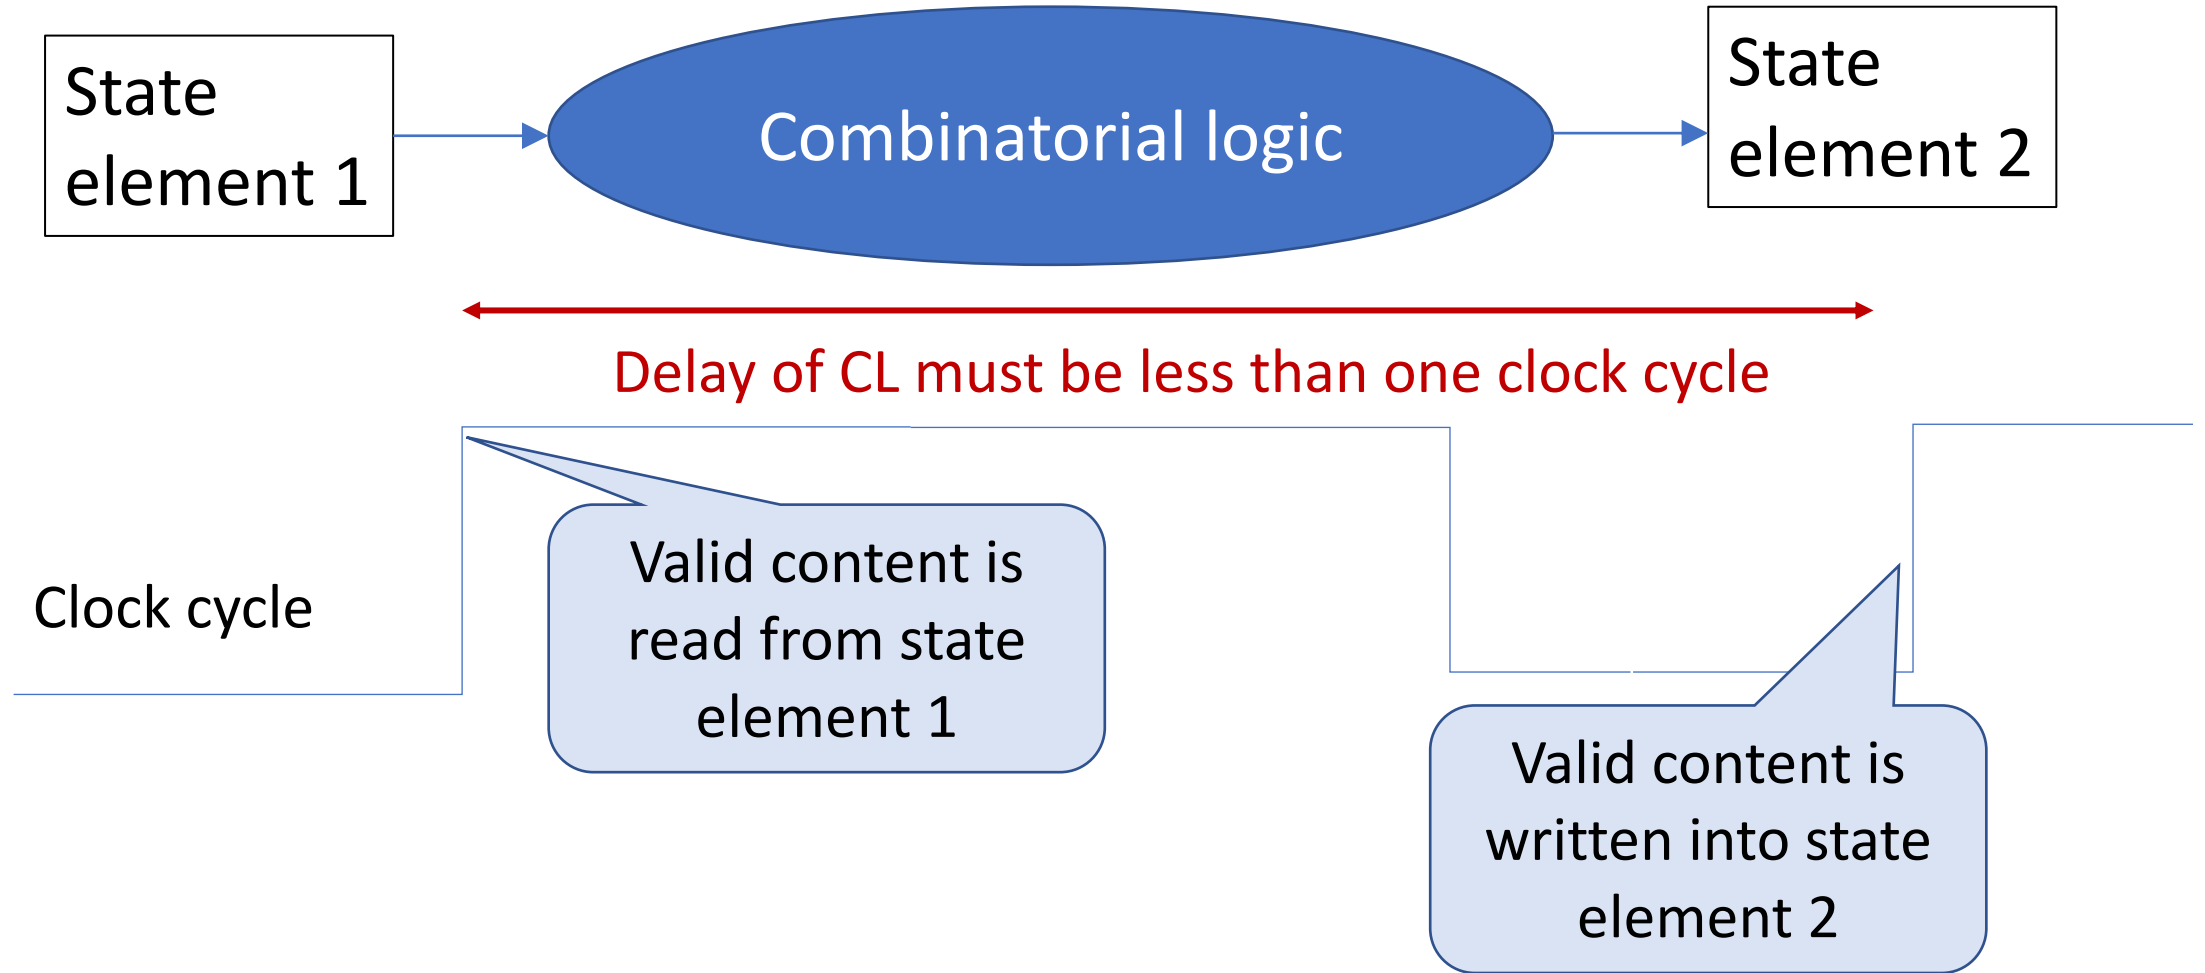 State
element 1
Combinatorial logic
State
element 2
Delay of CL must be less than one clock cycle
Clock cycle
Valid content is
read from state
element 1
Valid content is
written into state
element 2